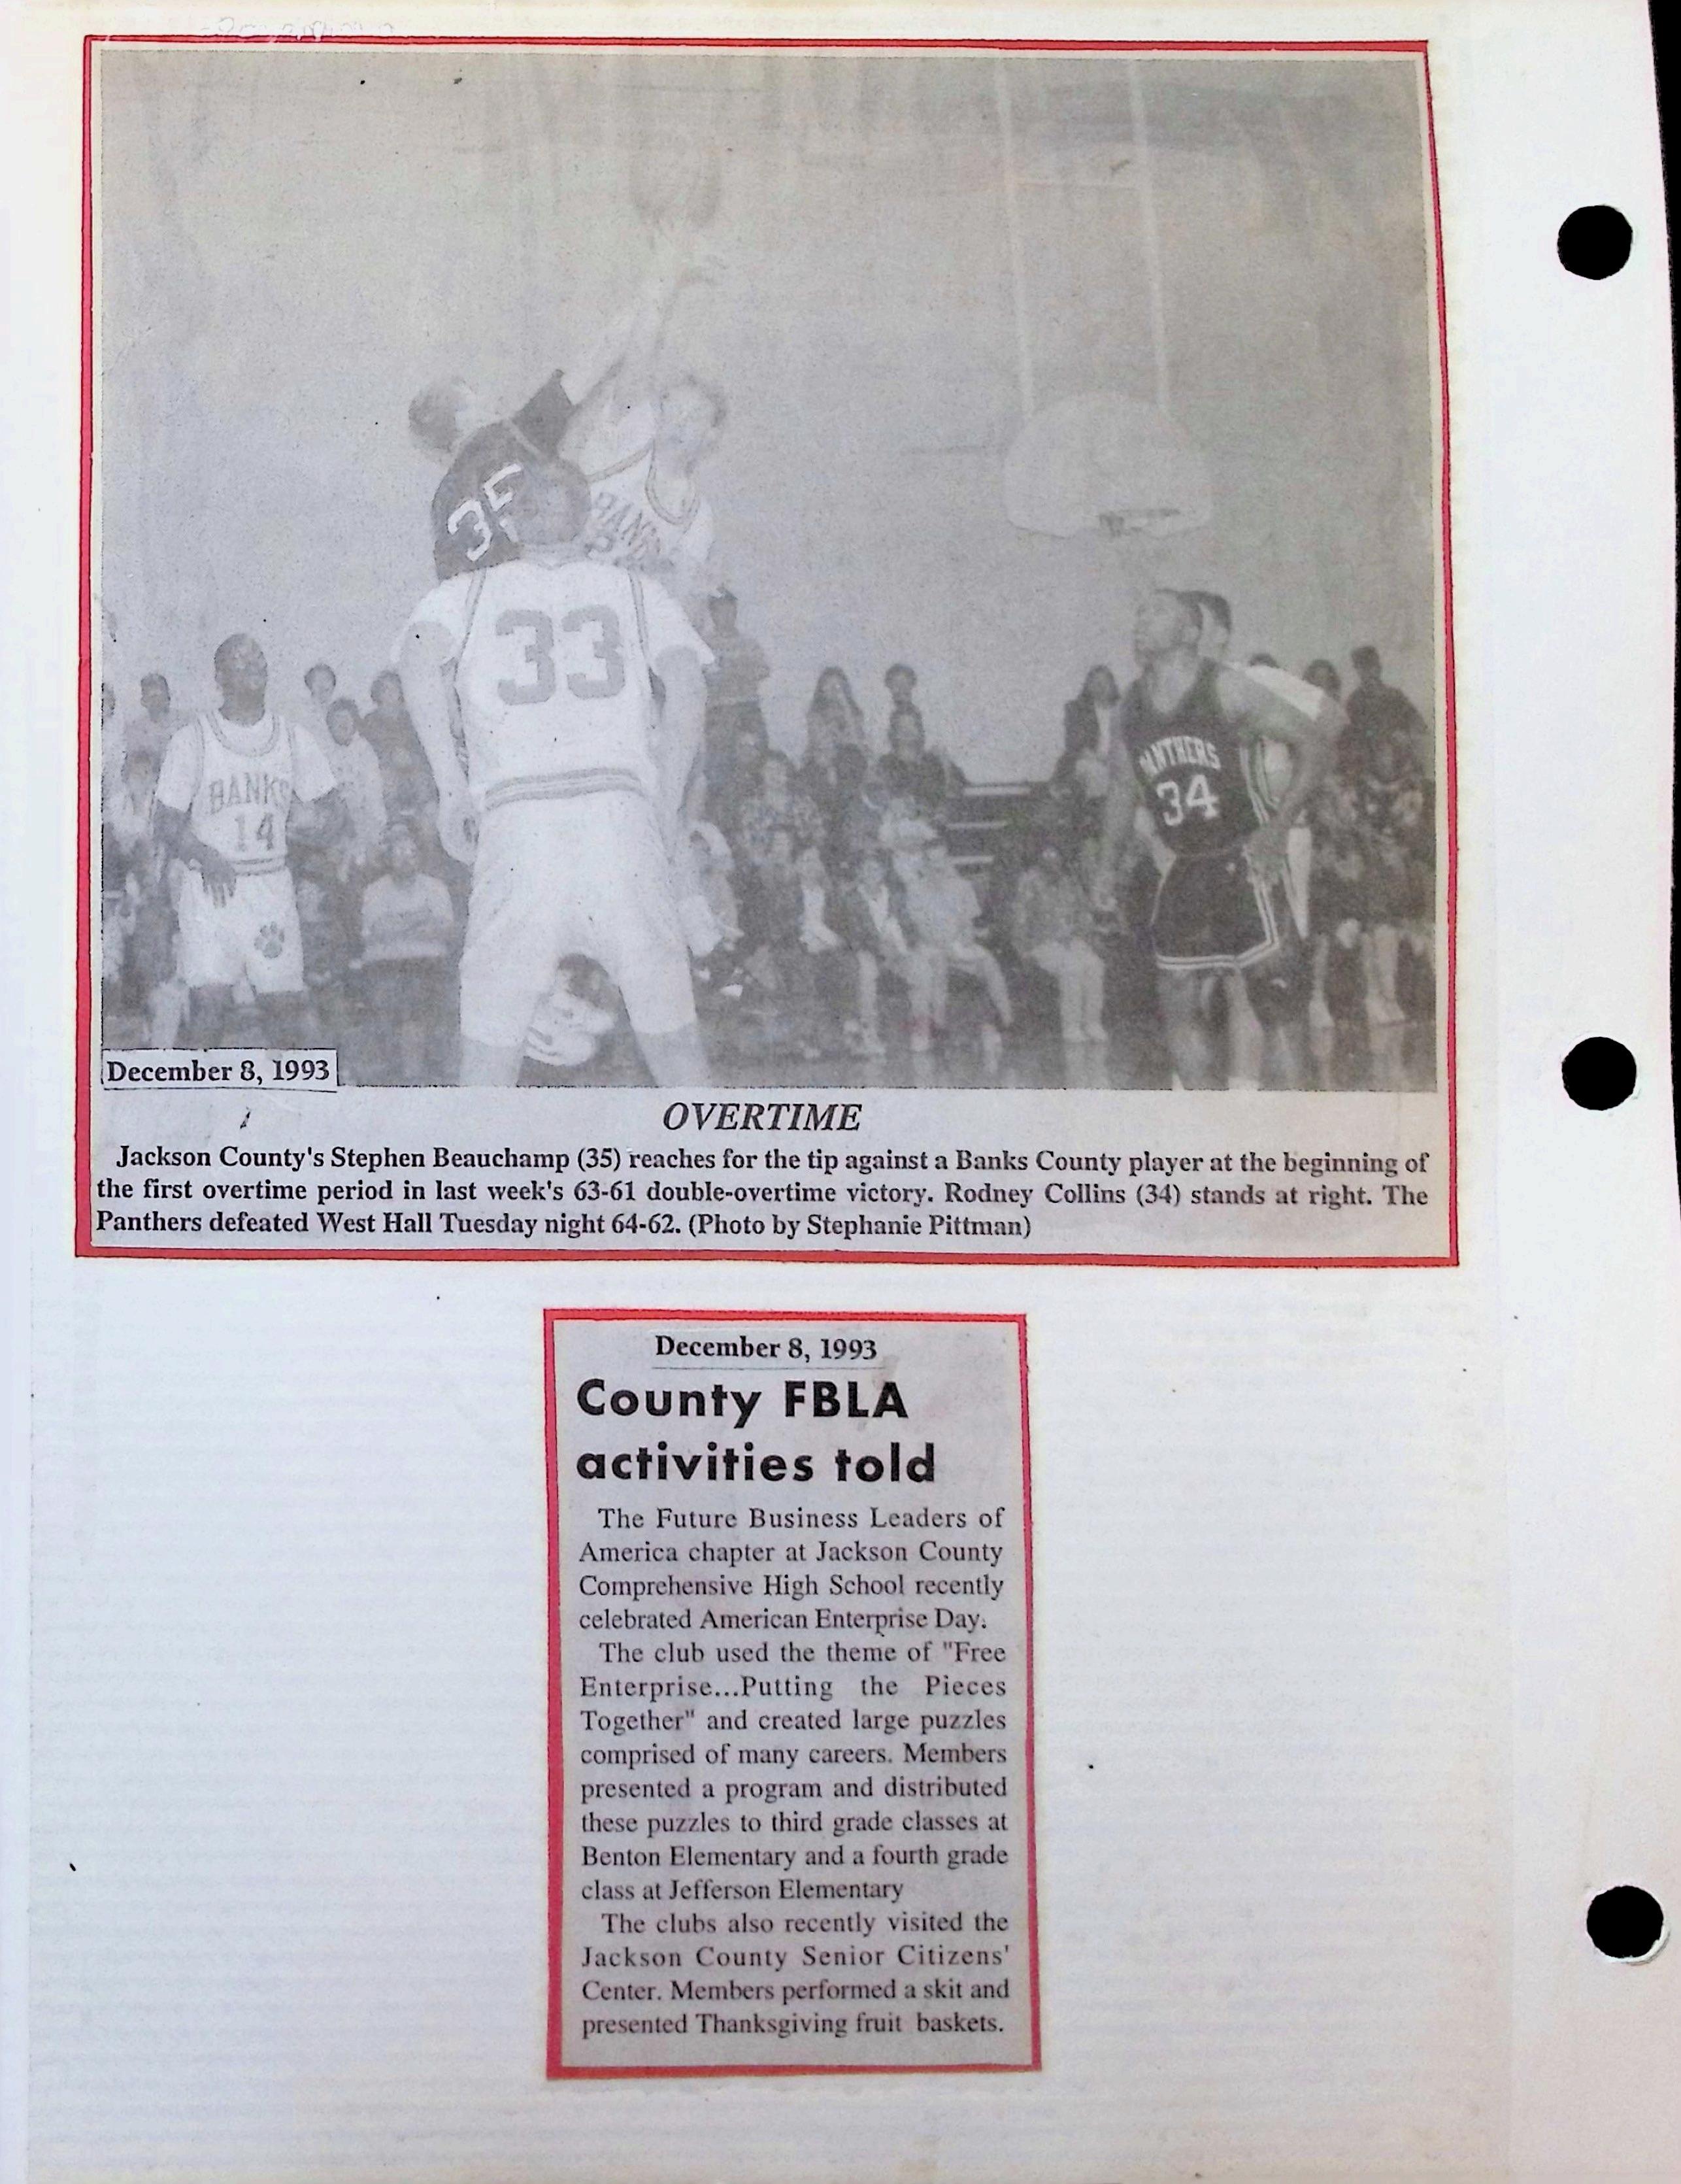 35
BANKS
33
BANKS
14
PANTHERS
34
December 8, 1993
OVERTIME
Jackson County's Stephen Beauchamp (35) reaches for the tip against a Banks County player at the beginning of
the first overtime period in last week's 63-61 double-overtime victory. Rodney Collins (34) stands at right. The
Panthers defeated West Hall Tuesday night 64-62. (Photo by Stephanie Pittman)
December 8, 1993
County FBLA
activities told
The Future Business Leaders of
America chapter at Jackson County
Comprehensive High School recently
celebrated American Enterprise Day.
The club used the theme of "Free
Enterprise...Putting the Pieces
Together" and created large puzzles
comprised of many careers. Members
presented a program and distributed
these puzzles to third grade classes at
Benton Elementary and a fourth grade
class at Jefferson Elementary
The clubs also recently visited the
Jackson County Senior Citizens'
Center. Members performed a skit and
presented Thanksgiving fruit baskets.